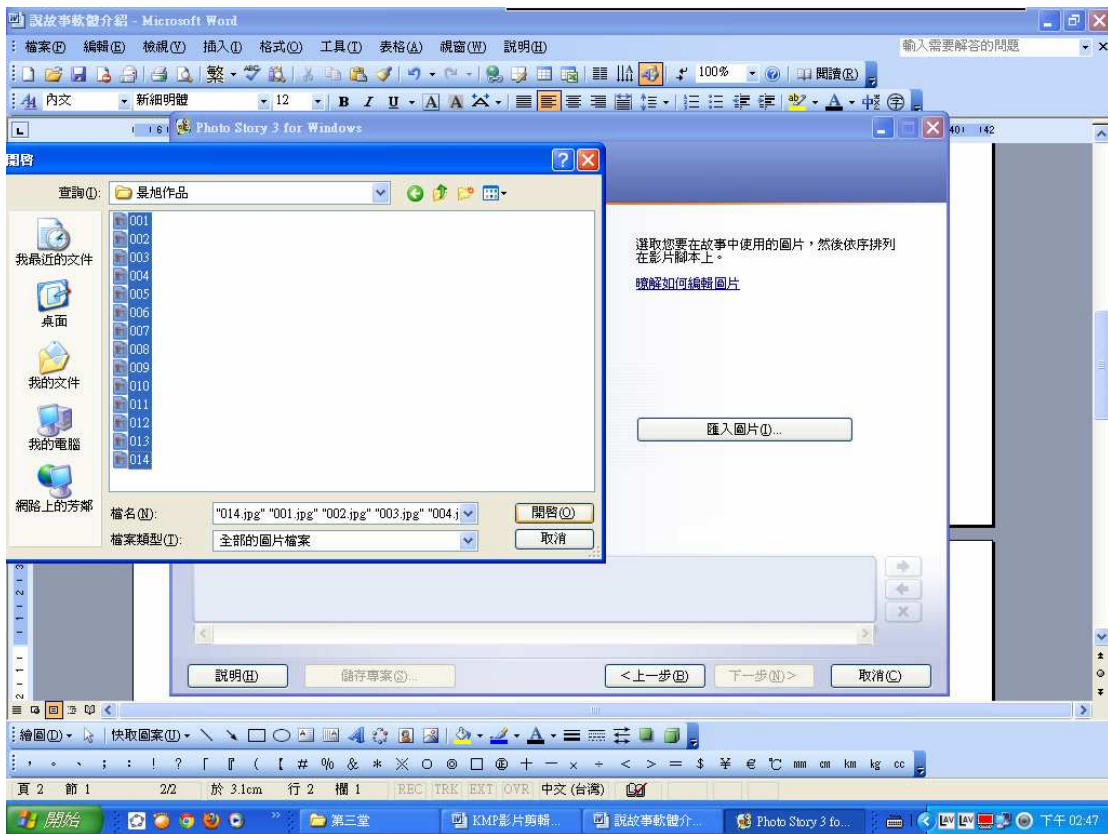 說故事軟體介紹 - Microsoft Word
檔案(F) 編輯(E) 檢視(V) 插入(I) 格式(O) 工具(T) 表格(A) 視窗(W) 說明(H) 輸入需要解答的問題
繁 100% 閱讀(R)
內文 新細明體 12 B I U A A A
Photo Story 3 for Windows
開啓
查詢(I): 景旭作品
我最近的文件
桌面
我的文件
我的電腦
網路上的芳鄰
001
002
003
004
005
006
007
008
009
010
011
012
013
014
檔名(N): "014.jpg" "001.jpg" "002.jpg" "003.jpg" "004.j
開啓(O)
檔案類型(T): 全部的圖片檔案
取消
選取您要在故事中使用的圖片，然後依序排列
在影片腳本上。
瞭解如何編輯圖片
匯入圖片(I)...
說明(H) 儲存專案(S)... <上一步(B) 下一步(N)> 取消(C)
繪圖(D) 快取圖案(U)
， 。 、 ； ： ！ ？ 「 『 （ 【 # % & * ※ ○ ◎ □ ⊕ ＋ － × ÷ < > = $ ¥ € ℃ mm cm km kg cc
頁 2 節 1 2/2 於 3.1cm 行 2 欄 1 REC TRK EXT OVR 中文 (台灣)
開始 第三堂 KMP影片剪輯... 說故事軟體介... Photo Story 3 fo... 下午 02:47